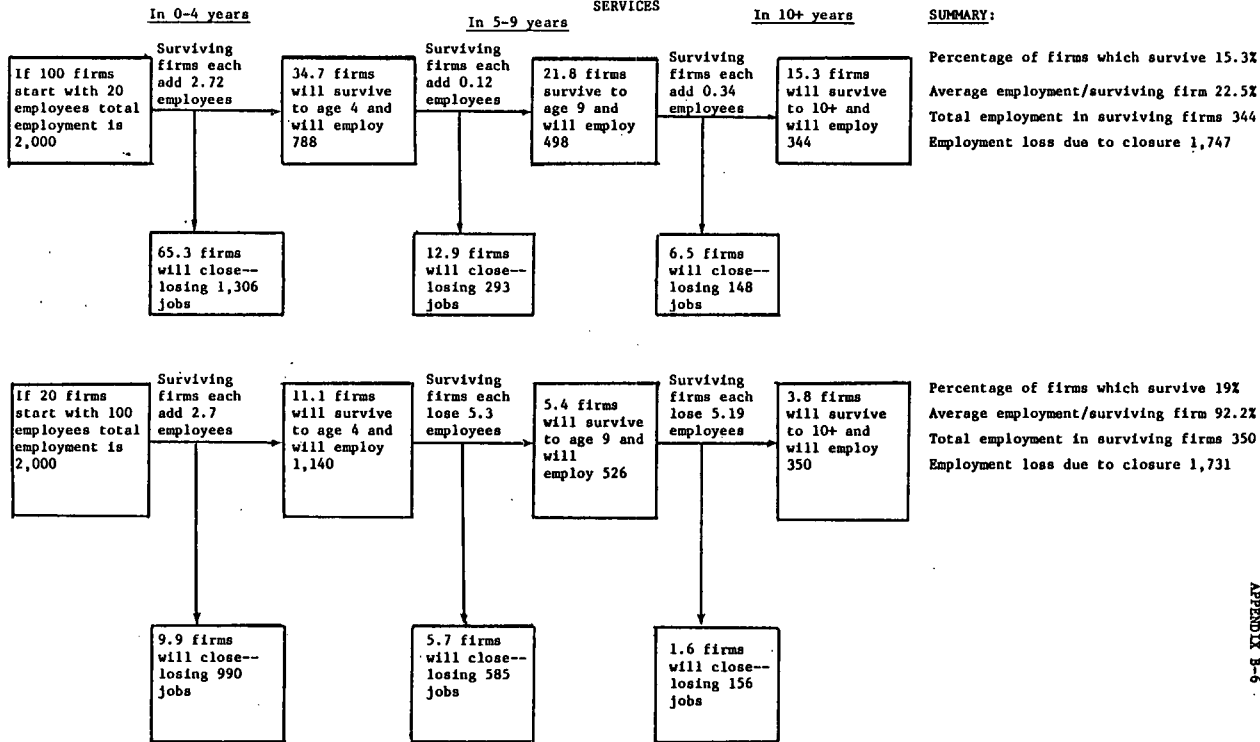 SERVICES
In 0-4 years
In 5-9 years
In 10+ years
SUMMARY:
If 100 firms
start with 20
employees total
employment is
2,000
Surviving
firms each
add 2.72
employees
34.7 firms
will survive
to age 4 and
will employ
788
Surviving
firms each
add 0.12
employees
21.8 firms
survive to
age 9 and
will employ
498
Surviving
firms each
add 0.34
employees
15.3 firms
will survive
to 10+ and
will employ
344
Percentage of firms which survive 15.3%
Average employment/surviving firm 22.5%
Total employment in surviving firms 344
Employment loss due to closure 1,747
65.3 firms
will close--
losing 1,306
jobs
12.9 firms
will close--
losing 293
jobs
6.5 firms
will close--
losing 148
jobs
If 20 firms
start with 100
employees total
employment is
2,000
Surviving
firms each
add 2.7
employees
11.1 firms
will survive
to age 4 and
will employ
1,140
Surviving
firms each
lose 5.3
employees
5.4 firms
will survive
to age 9 and
will
employ 526
Surviving
firms each
lose 5.19
employees
3.8 firms
will survive
to 10+ and
will employ
350
Percentage of firms which survive 19%
Average employment/surviving firm 92.2%
Total employment in surviving firms 350
Employment loss due to closure 1,731
9.9 firms
will close--
losing 990
jobs
5.7 firms
will close--
losing 585
jobs
1.6 firms
will close--
losing 156
jobs
APPENDIX B-6